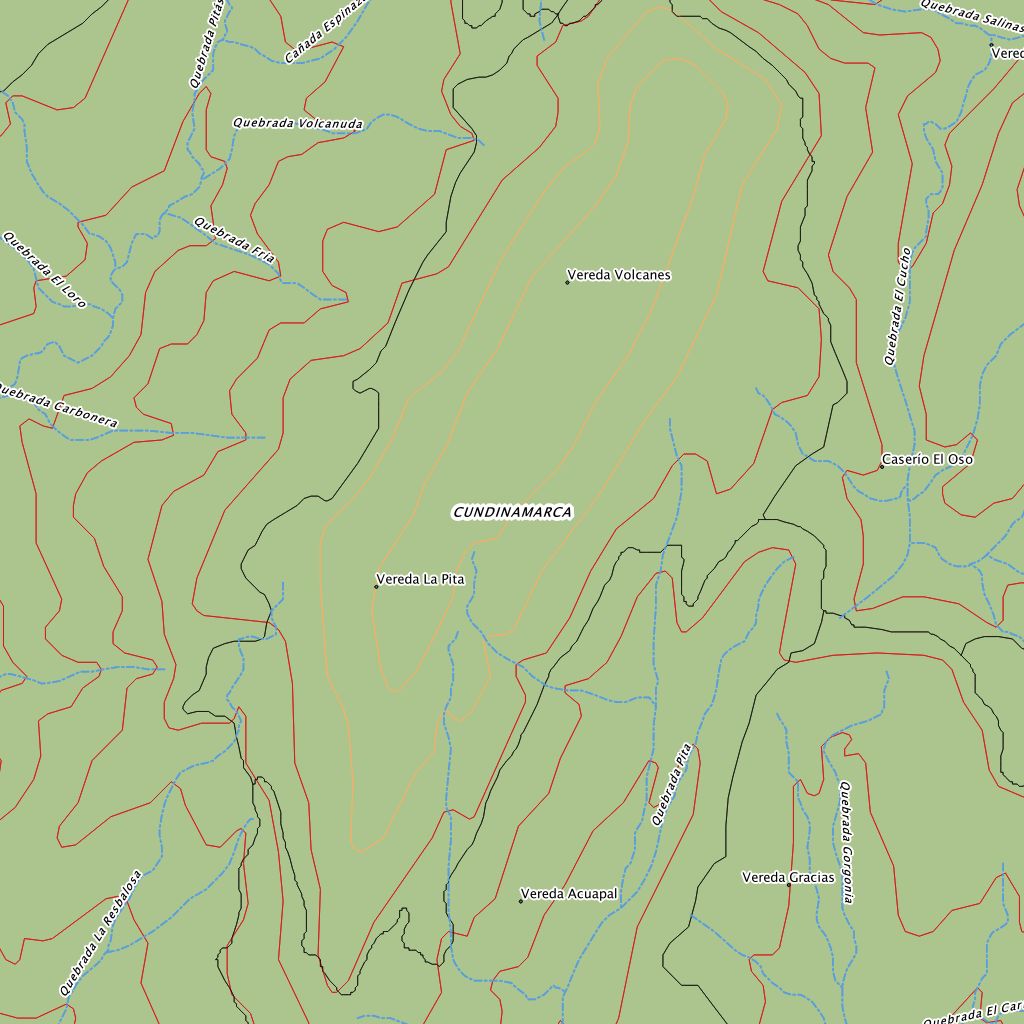 Quebrada Pitás
Cañada Espinaz
Quebrada Salinas
Vered
Quebrada Volcanuda
Quebrada Fría
Quebrada El Loro
Vereda Volcanes
Quebrada El Cucho
Quebrada Carbonera
Caserío El Oso
CUNDINAMARCA
Vereda La Pita
Quebrada Pita
Quebrada Gorgonia
Vereda Gracias
Vereda Acuapal
Quebrada La Resbalosa
Quebrada El Car